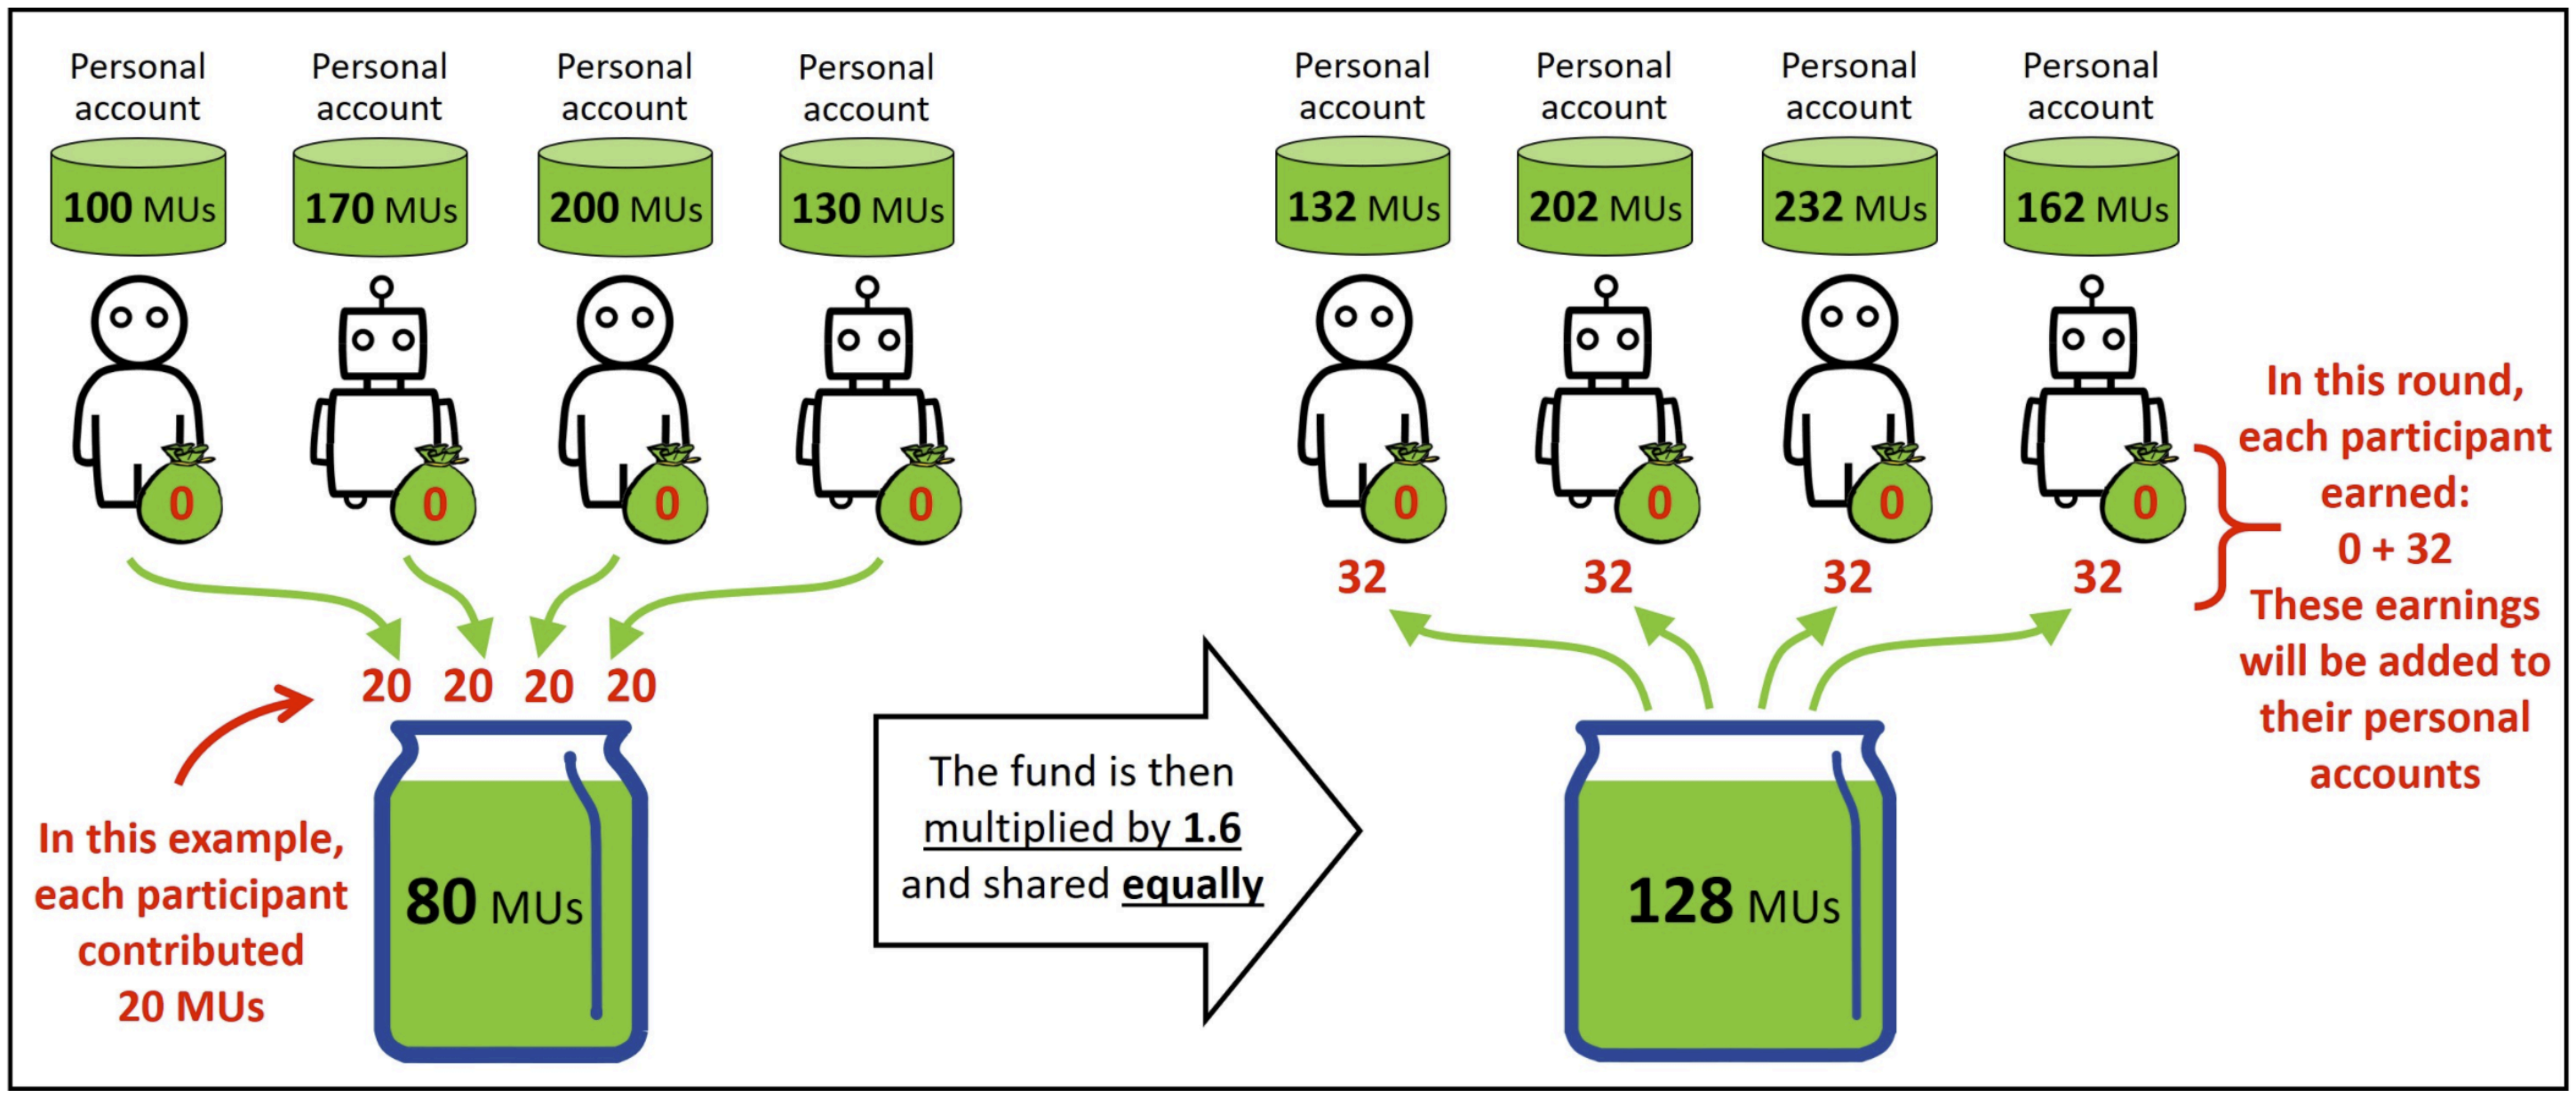 Personal
account
Personal
account
Personal
account
Personal
account
100 MUs
170 MUs
200 MUs
130 MUs
0
0
0
0
20 20 20 20
In this example,
each participant
contributed
20 MUs
80 MUs
The fund is then
multiplied by 1.6
and shared equally
Personal
account
Personal
account
Personal
account
Personal
account
132 MUs
202 MUs
232 MUs
162 MUs
0
0
0
0
32
32
32
32
128 MUs
In this round,
each participant
earned:
0 + 32
These earnings
will be added to
their personal
accounts